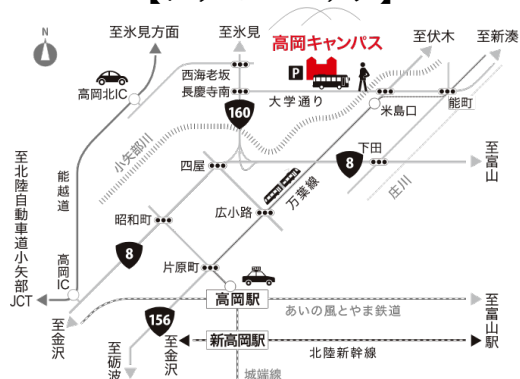 至氷見方面
至氷見
高岡キャンパス
至伏木
至新湊
N
西海老坂
P
高岡北IC
長慶寺南
大学通り
米島口
能町
160
小矢部川
能越道
四屋
8
下田
至富山
庄川
万葉線
至北陸自動車道小矢部JCT
昭和町
広小路
高岡IC
8
片原町
高岡駅
あいの風とやま鉄道
至富山駅
至金沢
156
至砺波
至金沢
新高岡駅
北陸新幹線
城端線